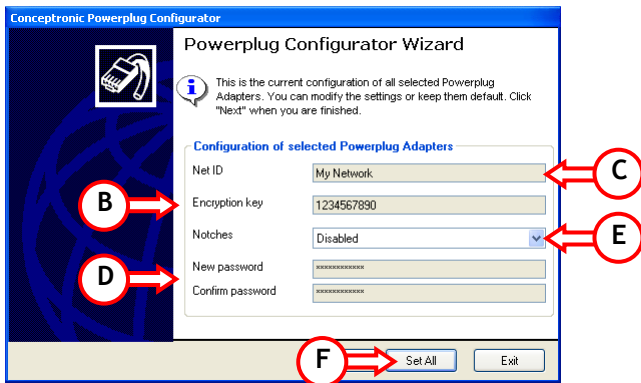 Conceptronic Powerplug Configurator
Powerplug Configurator Wizard
This is the current configuration of all selected Powerplug
Adapters. You can modify the settings or keep them default. Click
"Next" when you are finished.
Configuration of selected Powerplug Adapters
Net ID
My Network
C
B
Encryption key
1234567890
Notches
Disabled
E
New password
************
D
Confirm password
************
F
Set All
Exit